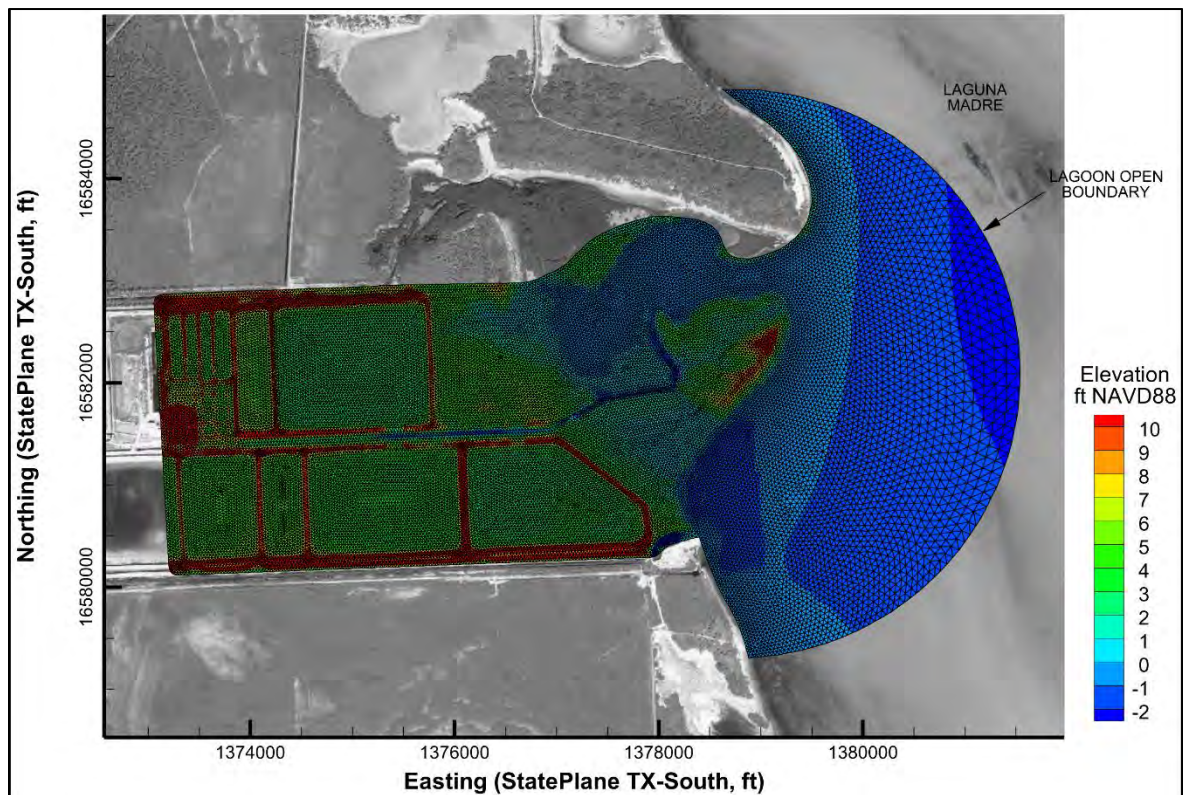 LAGUNA
MADRE
LAGOON OPEN
BOUNDARY
Northing (StatePlane TX-South, ft)
16584000
16582000
16580000
Elevation
ft NAVD88
10
9
8
7
6
5
4
3
2
1
0
-1
-2
1374000
1376000
1378000
1380000
Easting (StatePlane TX-South, ft)